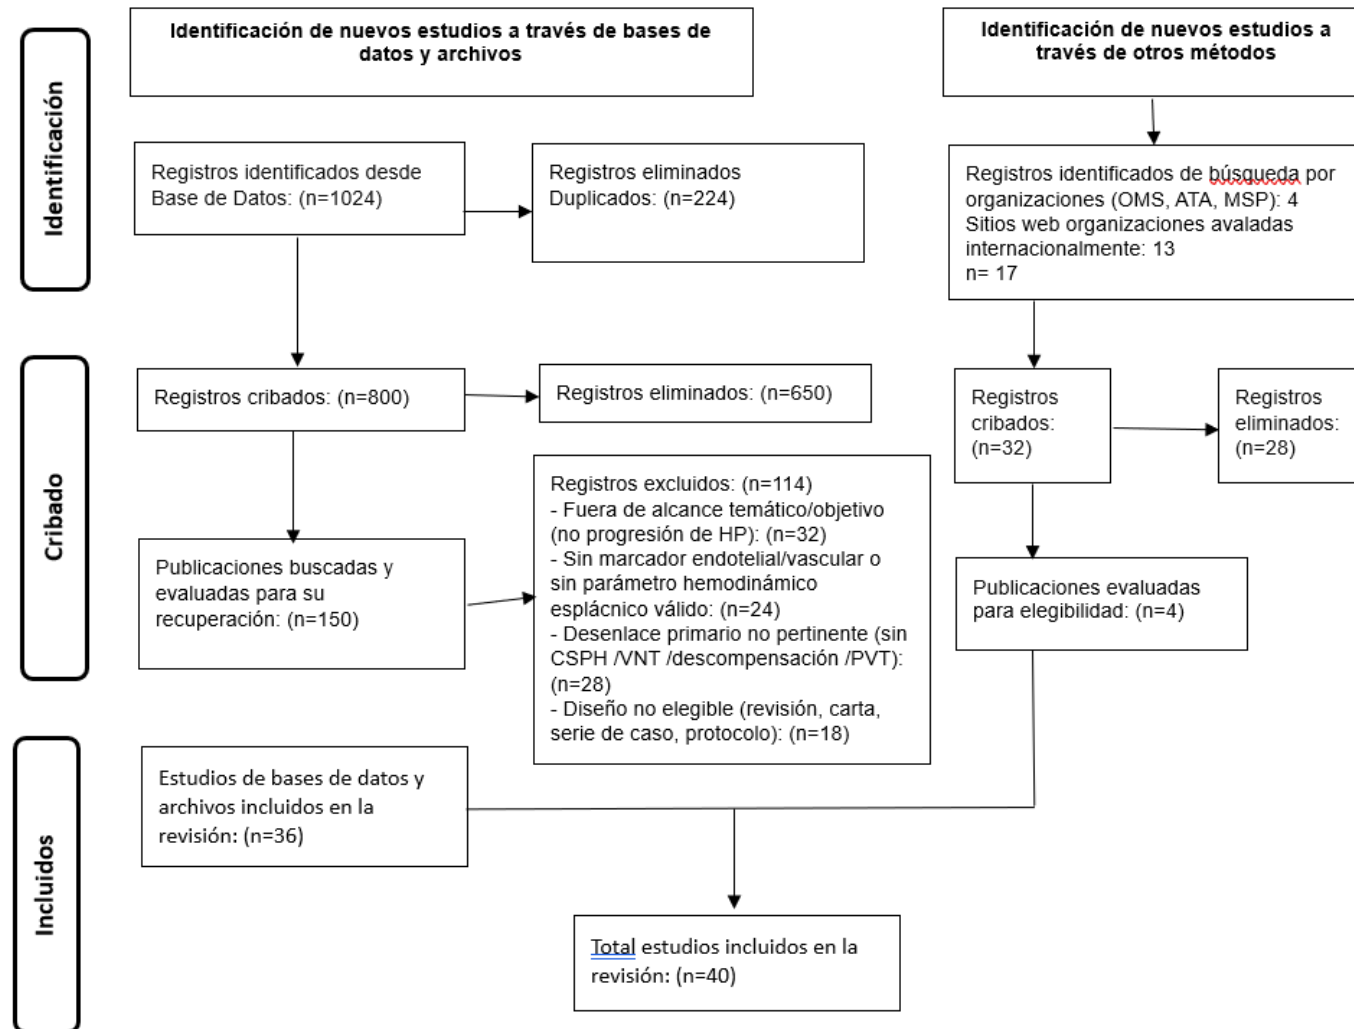 Identificación de nuevos estudios a través de bases de
datos y archivos
Identificación de nuevos estudios a
través de otros métodos
Identificación
Registros identificados desde
Base de Datos: (n=1024)
Registros eliminados
Duplicados: (n=224)
Registros identificados de búsqueda por
organizaciones (OMS, ATA, MSP): 4
Sitios web organizaciones avaladas
internacionalmente: 13
n= 17
Cribado
Registros cribados: (n=800)
Registros eliminados: (n=650)
Registros
cribados:
(n=32)
Registros
eliminados:
(n=28)
Publicaciones buscadas y
evaluadas para su
recuperación: (n=150)
Registros excluidos: (n=114)
- Fuera de alcance temático/objetivo
(no progresión de HP): (n=32)
- Sin marcador endotelial/vascular o
sin parámetro hemodinámico
esplácnico válido: (n=24)
- Desenlace primario no pertinente (sin
CSPH /VNT /descompensación /PVT):
(n=28)
- Diseño no elegible (revisión, carta,
serie de caso, protocolo): (n=18)
Publicaciones evaluadas
para elegibilidad: (n=4)
Incluidos
Estudios de bases de datos y
archivos incluidos en la
revisión: (n=36)
Total estudios incluidos en la
revisión: (n=40)